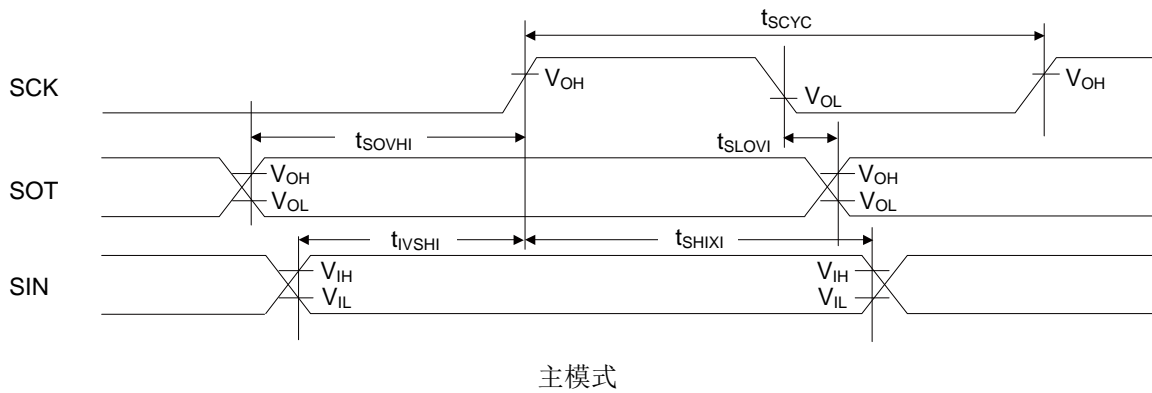 tSCYC
SCK
VOH
VOL
VOH
tSOVHI
tSLOVI
SOT
VOH
VOL
VOH
VOL
tIVSHI
tSHIXI
SIN
VIH
VIL
VIH
VIL
主模式